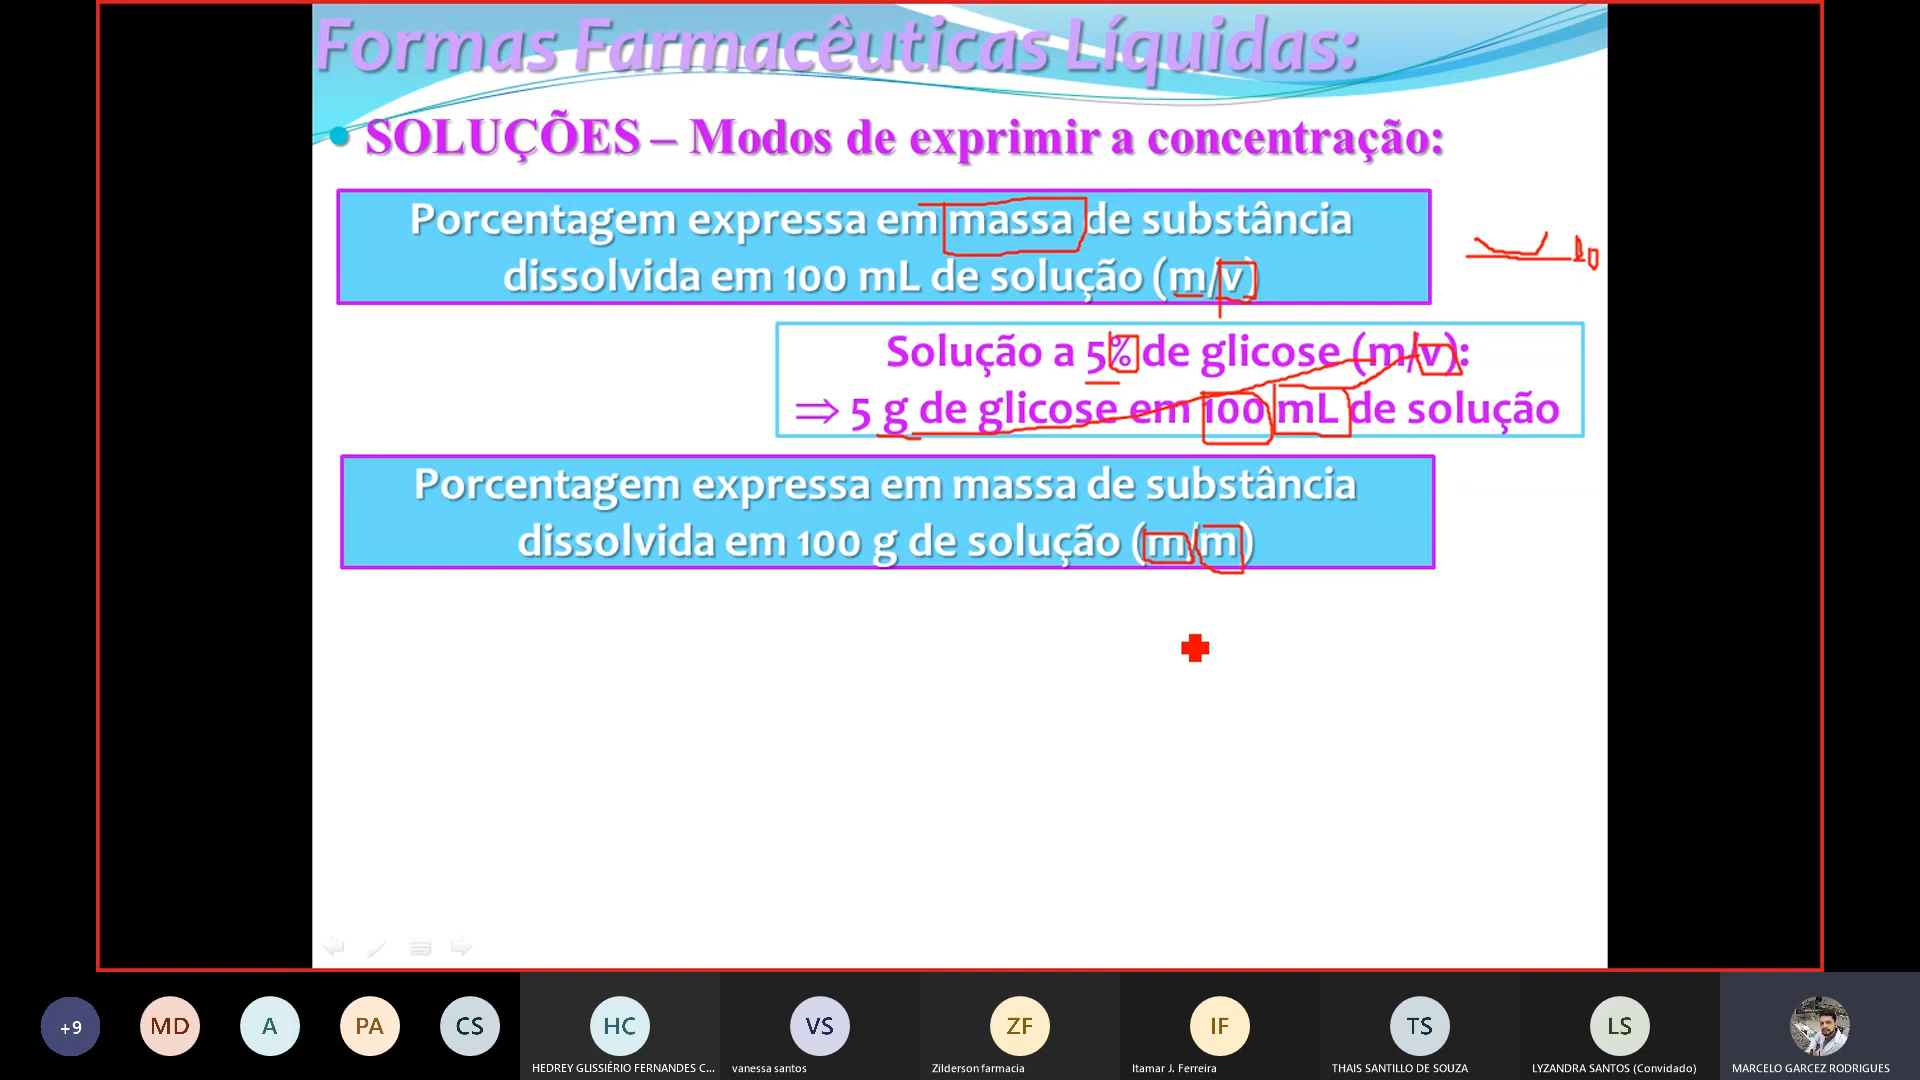 Formas Farmacêuticas Líquidas:
• SOLUÇÕES – Modos de exprimir a concentração:
Porcentagem expressa em massa de substância
dissolvida em 100 mL de solução (m/v)
Solução a 5% de glicose (m/v):
⇒ 5 g de glicose em 100 mL de solução
Porcentagem expressa em massa de substância
dissolvida em 100 g de solução (m/m)
+9
MD
A
PA
CS
HC
VS
ZF
IF
TS
LS
HEDREY GLISSIÉRIO FERNANDES C...
vanessa santos
Zilderson farmacia
Itamar J. Ferreira
THAIS SANTILLO DE SOUZA
LYZANDRA SANTOS (Convidado)
MARCELO GARCEZ RODRIGUES